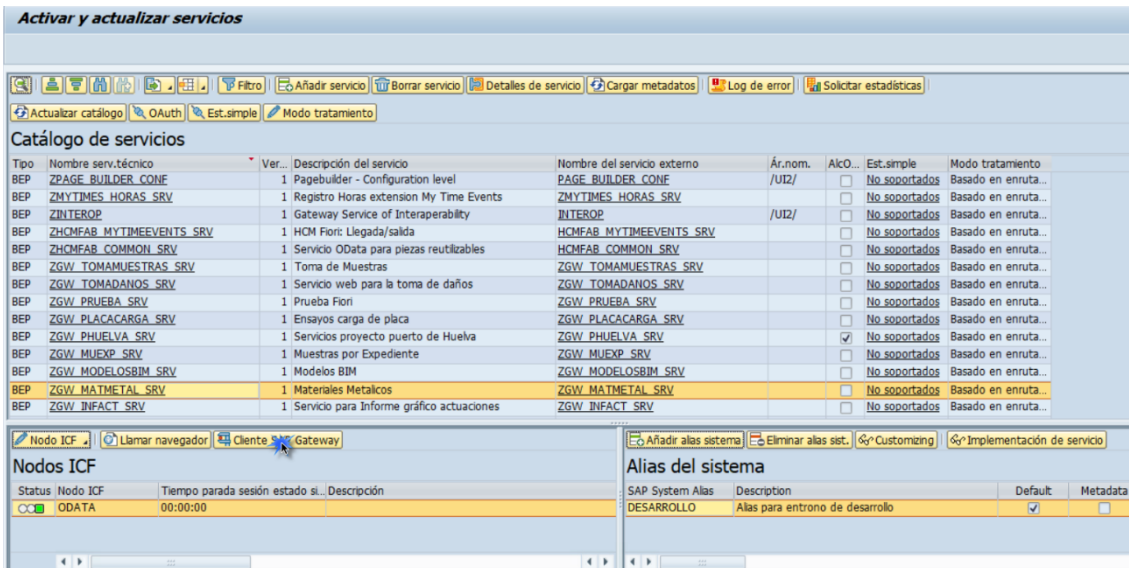 Activar y actualizar servicios
Filtro Añadir servicio Borrar servicio Detalles de servicio Cargar metadatos Log de error Solicitar estadísticas
Actualizar catálogo OAuth Est.simple Modo tratamiento
Catálogo de servicios
Tipo Nombre serv.técnico Ver... Descripción del servicio Nombre del servicio externo Ár.nom. AlcO... Est.simple Modo tratamiento
BEP ZPAGE_BUILDER_CONF 1 Pagebuilder - Configuration level PAGE_BUILDER_CONF /UI2/ No soportados Basado en enruta...
BEP ZMYTIMES_HORAS_SRV 1 Registro Horas extension My Time Events ZMYTIMES_HORAS_SRV No soportados Basado en enruta...
BEP ZINTEROP 1 Gateway Service of Interaperability INTEROP /UI2/ No soportados Basado en enruta...
BEP ZHCMFAB_MYTIMEEVENTS_SRV 1 HCM Fiori: Llegada/salida HCMFAB_MYTIMEEVENTS_SRV No soportados Basado en enruta...
BEP ZHCMFAB_COMMON_SRV 1 Servicio OData para piezas reutilizables HCMFAB_COMMON_SRV No soportados Basado en enruta...
BEP ZGW_TOMAMUESTRAS_SRV 1 Toma de Muestras ZGW_TOMAMUESTRAS_SRV No soportados Basado en enruta...
BEP ZGW_TOMADANOS_SRV 1 Servicio web para la toma de daños ZGW_TOMADANOS_SRV No soportados Basado en enruta...
BEP ZGW_PRUEBA_SRV 1 Prueba Fiori ZGW_PRUEBA_SRV No soportados Basado en enruta...
BEP ZGW_PLACACARGA_SRV 1 Ensayos carga de placa ZGW_PLACACARGA_SRV No soportados Basado en enruta...
BEP ZGW_PHUELVA_SRV 1 Servicios proyecto puerto de Huelva ZGW_PHUELVA_SRV No soportados Basado en enruta...
BEP ZGW_MUEXP_SRV 1 Muestras por Expediente ZGW_MUEXP_SRV No soportados Basado en enruta...
BEP ZGW_MODELOSBIM_SRV 1 Modelos BIM ZGW_MODELOSBIM_SRV No soportados Basado en enruta...
BEP ZGW_MATMETAL_SRV 1 Materiales Metalicos ZGW_MATMETAL_SRV No soportados Basado en enruta...
BEP ZGW_INFACT_SRV 1 Servicio para Informe gráfico actuaciones ZGW_INFACT_SRV No soportados Basado en enruta...
Nodo ICF Llamar navegador Cliente Gateway Añadir alias sistema Eliminar alias sist. Customizing Implementación de servicio
Nodos ICF Alias del sistema
Status Nodo ICF Tiempo parada sesión estado si... Descripción SAP System Alias Description Default Metadata
ODATA 00:00:00 DESARROLLO Alias para entrono de desarrollo